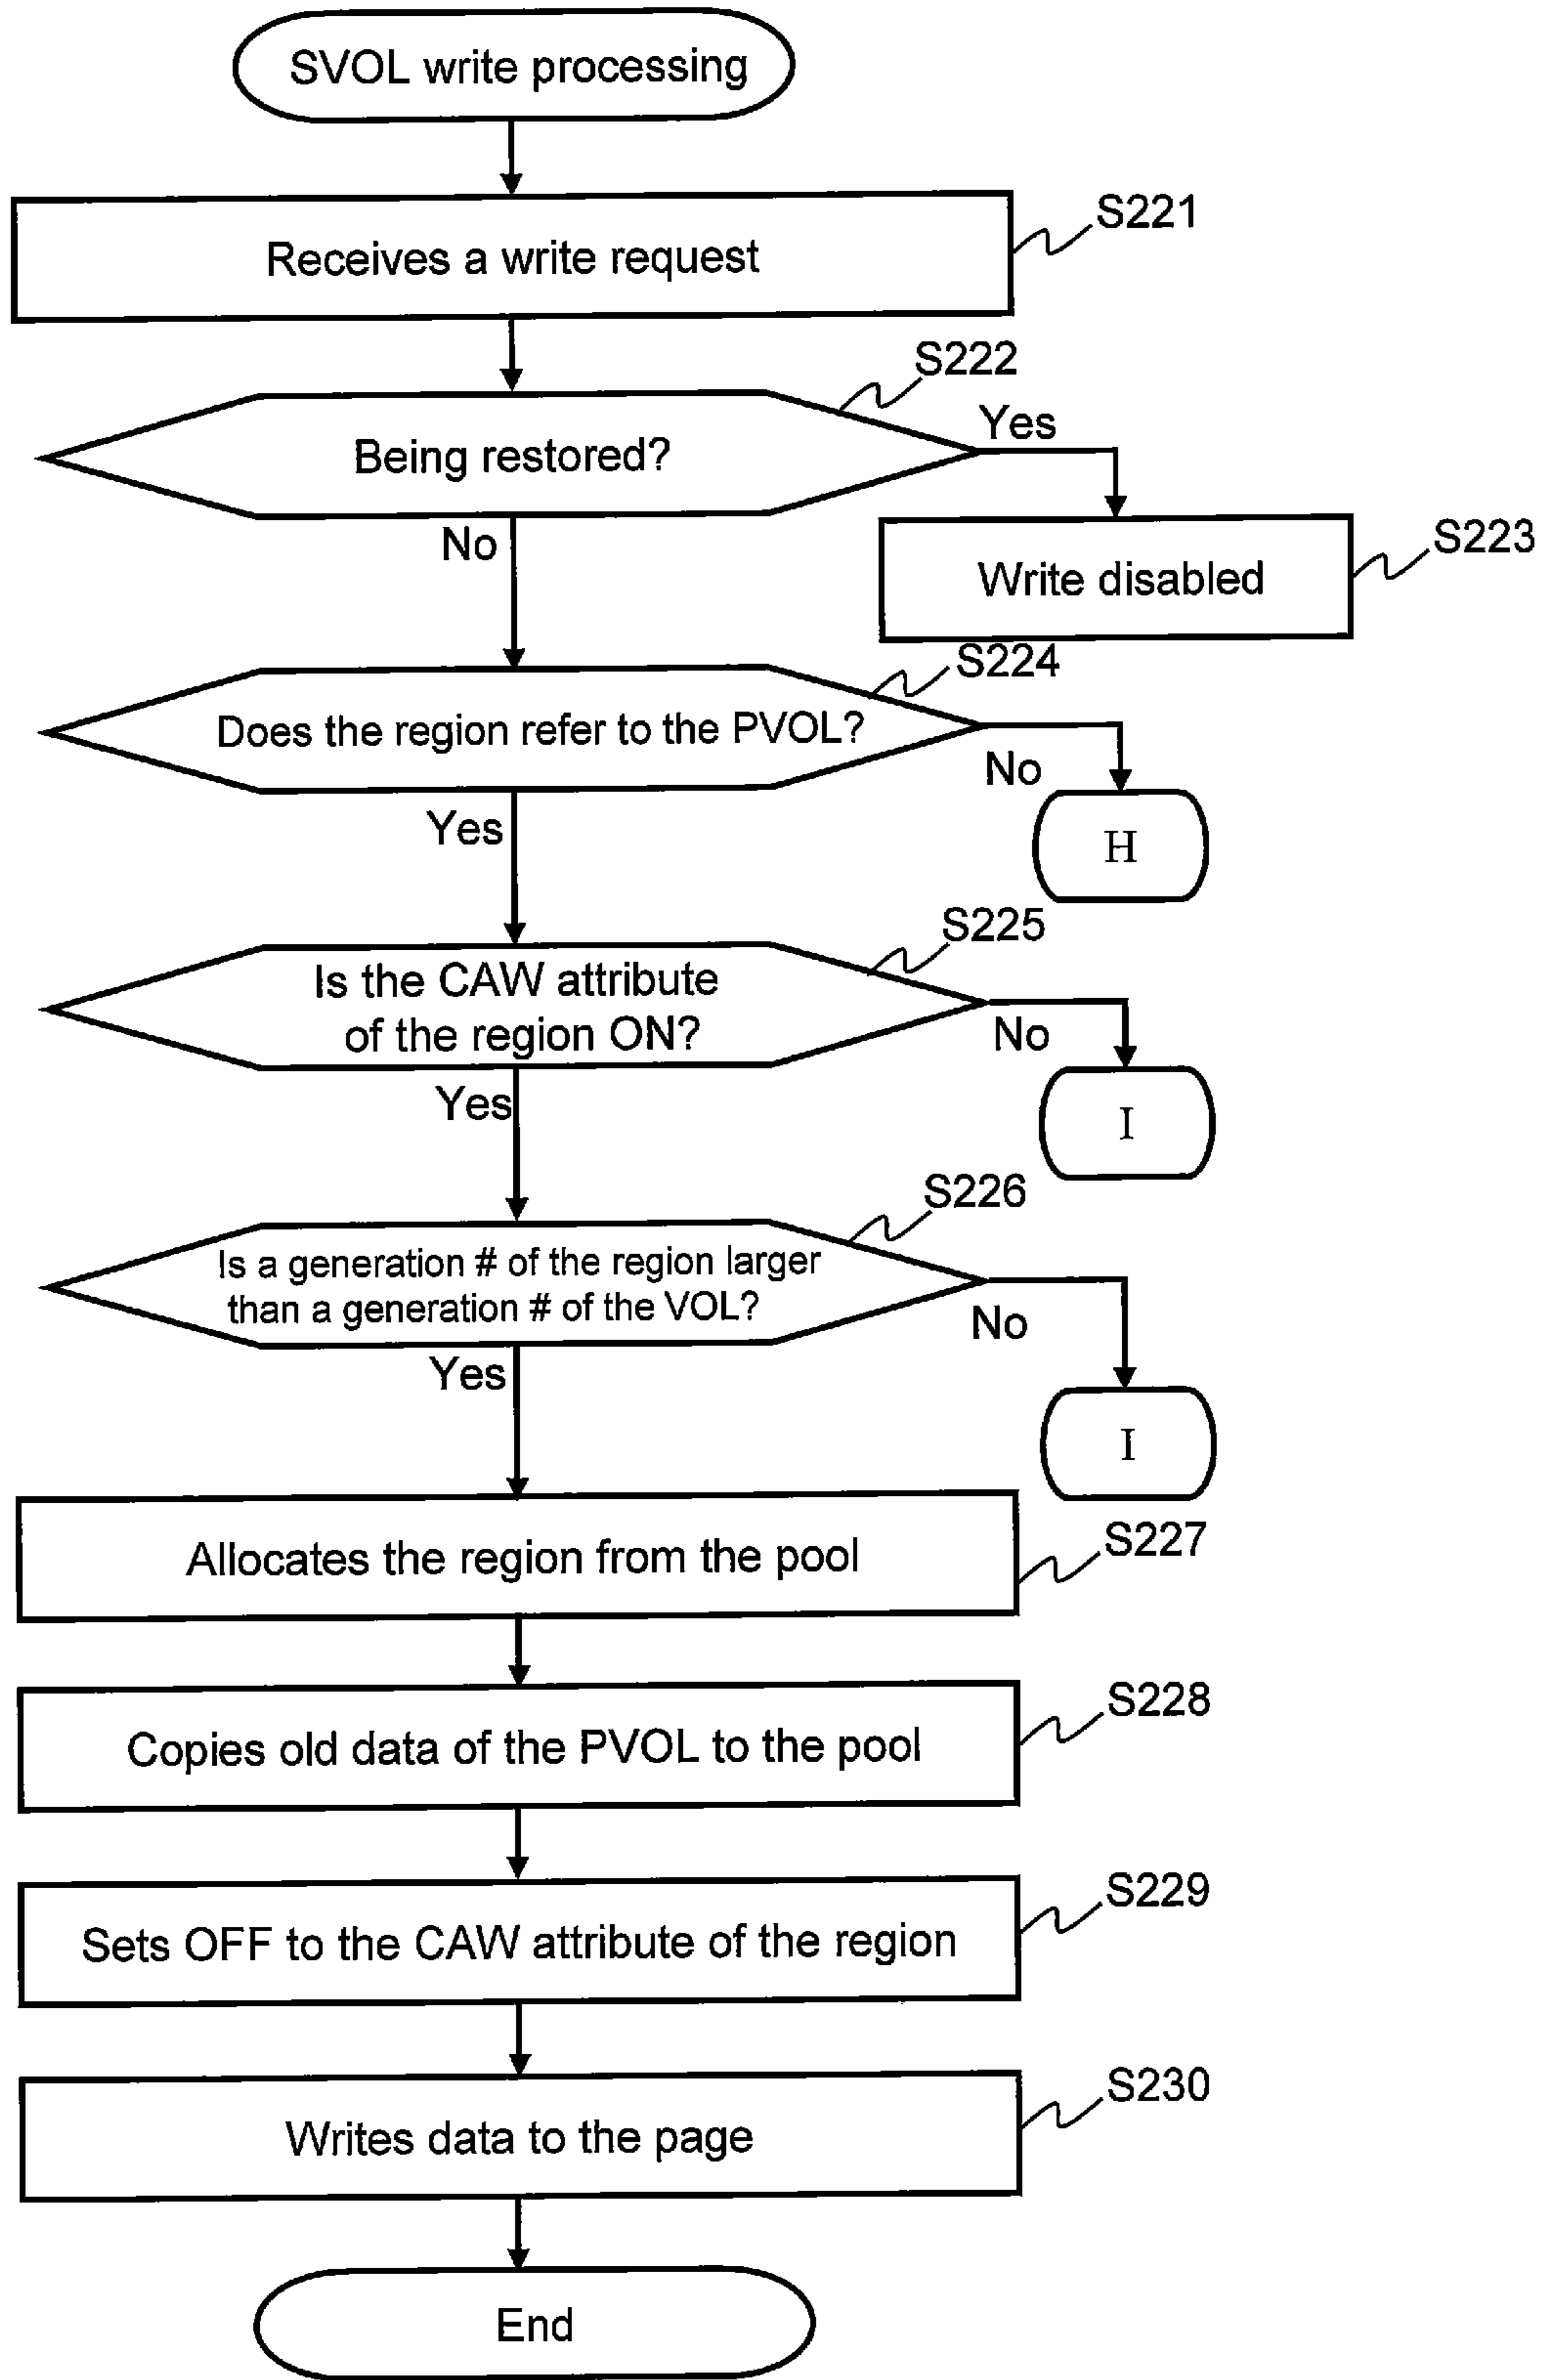 SVOL write processing
S221
Receives a write request
S222
Yes
Being restored?
No
S223
Write disabled
S224
Does the region refer to the PVOL?
No
Yes
H
S225
Is the CAW attribute
of the region ON?
No
Yes
I
S226
Is a generation # of the region larger
than a generation # of the VOL?
No
Yes
I
S227
Allocates the region from the pool
S228
Copies old data of the PVOL to the pool
S229
Sets OFF to the CAW attribute of the region
S230
Writes data to the page
End